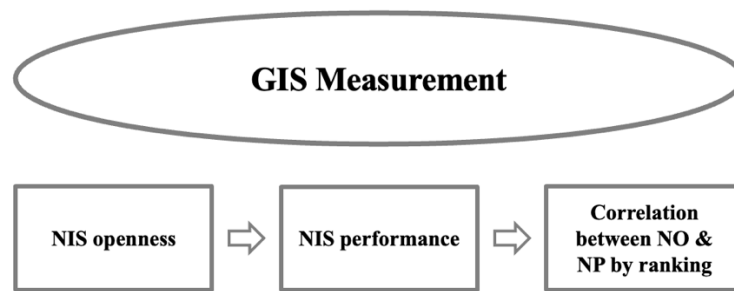 GIS Measurement
NIS openness
NIS performance
Correlation
between NO &
NP by ranking